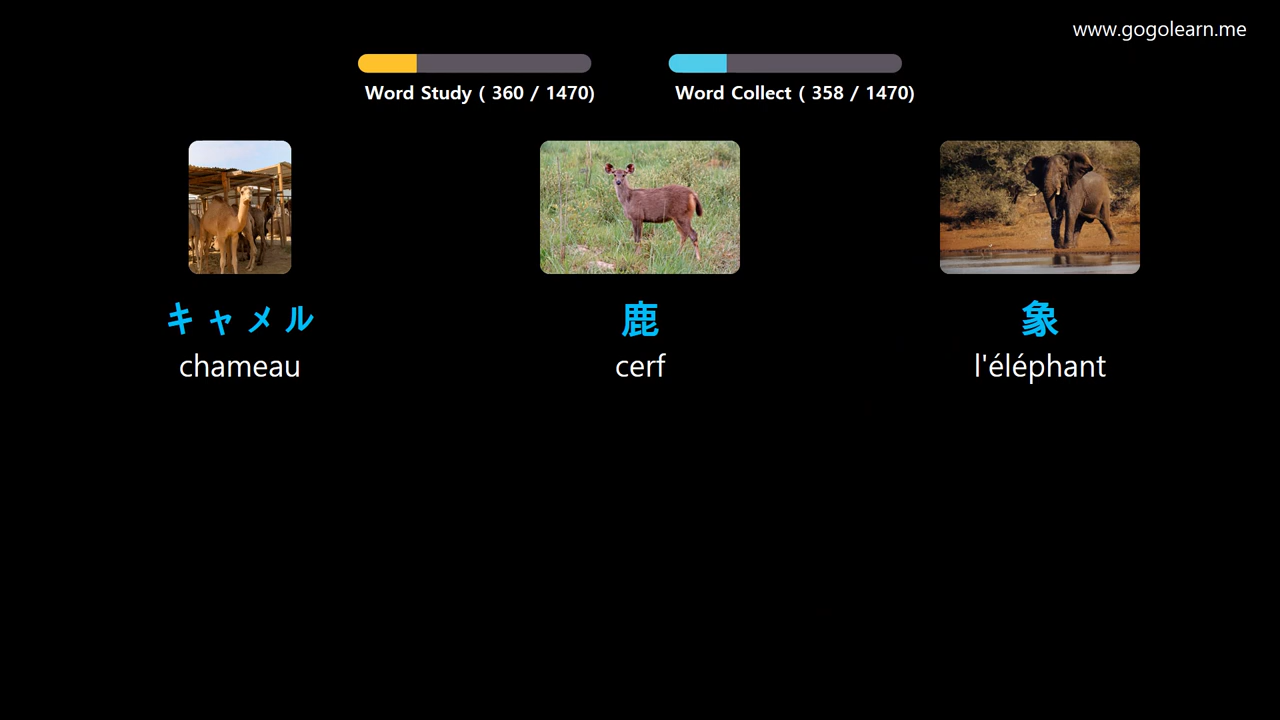 www.gogolearn.me
Word Study ( 360 / 1470)
Word Collect ( 358 / 1470)
キャメル
鹿
象
chameau
cerf
l'éléphant